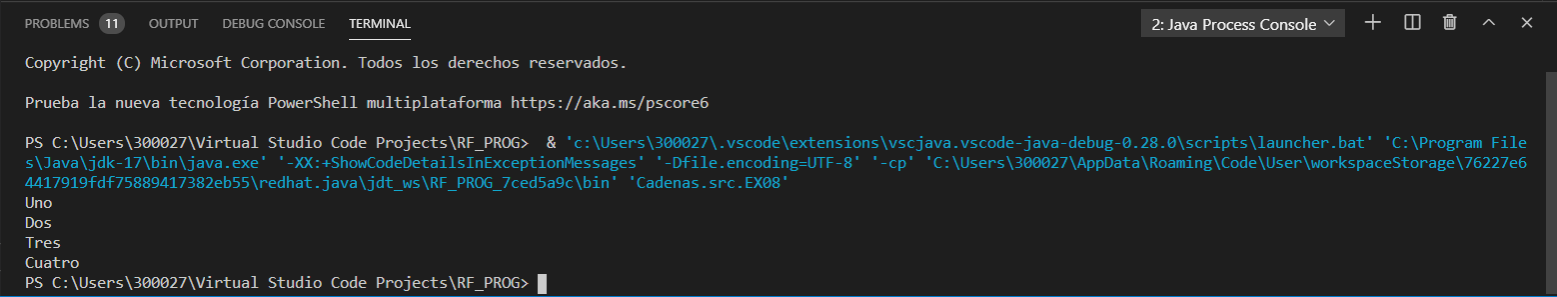 PROBLEMS 11 OUTPUT DEBUG CONSOLE TERMINAL 2: Java Process Console
Copyright (C) Microsoft Corporation. Todos los derechos reservados.
Prueba la nueva tecnología PowerShell multiplataforma https://aka.ms/pscore6
PS C:\Users\300027\Virtual Studio Code Projects\RF_PROG>  & 'c:\Users\300027\.vscode\extensions\vscjava.vscode-java-debug-0.28.0\scripts\launcher.bat' 'C:\Program File
s\Java\jdk-17\bin\java.exe' '-XX:+ShowCodeDetailsInExceptionMessages' '-Dfile.encoding=UTF-8' '-cp' 'C:\Users\300027\AppData\Roaming\Code\User\workspaceStorage\76227e6
4417919fdf75889417382eb55\redhat.java\jdt_ws\RF_PROG_7ced5a9c\bin' 'Cadenas.src.EX08'
Uno
Dos
Tres
Cuatro
PS C:\Users\300027\Virtual Studio Code Projects\RF_PROG>